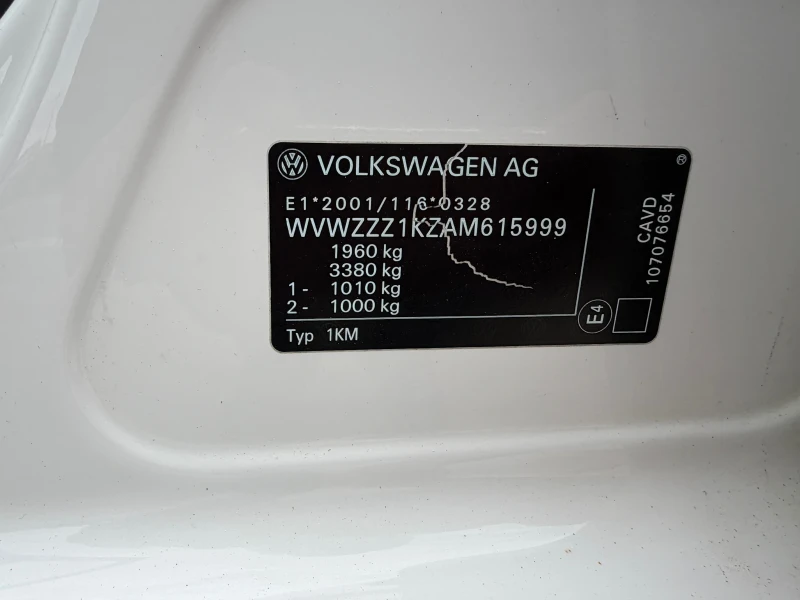 VOLKSWAGEN AG ®
E1*2001/116*0328
WVWZZZ1KZAM615999
1960 kg
3380 kg
1 - 1010 kg
2 - 1000 kg
Typ 1KM
CAVD
107076654
E4